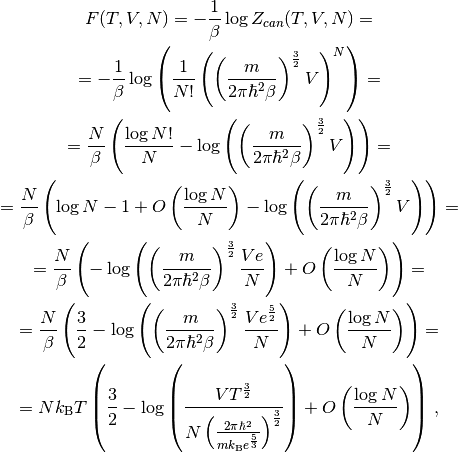 $F(T,V,N) = -\frac{1}{\beta} \log Z_{can}(T,V,N) =$
$= -\frac{1}{\beta} \log \left( \frac{1}{N!} \left( \left( \frac{m}{2\pi\hbar^2\beta} \right)^{\frac{3}{2}} V \right)^N \right) =$
$= \frac{N}{\beta} \left( \frac{\log N!}{N} - \log \left( \left( \frac{m}{2\pi\hbar^2\beta} \right)^{\frac{3}{2}} V \right) \right) =$
$= \frac{N}{\beta} \left( \log N - 1 + O\left( \frac{\log N}{N} \right) - \log \left( \left( \frac{m}{2\pi\hbar^2\beta} \right)^{\frac{3}{2}} V \right) \right) =$
$= \frac{N}{\beta} \left( -\log \left( \left( \frac{m}{2\pi\hbar^2\beta} \right)^{\frac{3}{2}} \frac{Ve}{N} \right) + O\left( \frac{\log N}{N} \right) \right) =$
$= \frac{N}{\beta} \left( \frac{3}{2} - \log \left( \left( \frac{m}{2\pi\hbar^2\beta} \right)^{\frac{3}{2}} \frac{Ve^{\frac{5}{2}}}{N} \right) + O\left( \frac{\log N}{N} \right) \right) =$
$= Nk_{\mathrm{B}}T \left( \frac{3}{2} - \log \left( \frac{VT^{\frac{3}{2}}}{N \left( \frac{2\pi\hbar^2}{mk_{\mathrm{B}}e^{\frac{5}{3}}} \right)^{\frac{3}{2}}} \right) + O\left( \frac{\log N}{N} \right) \right),$